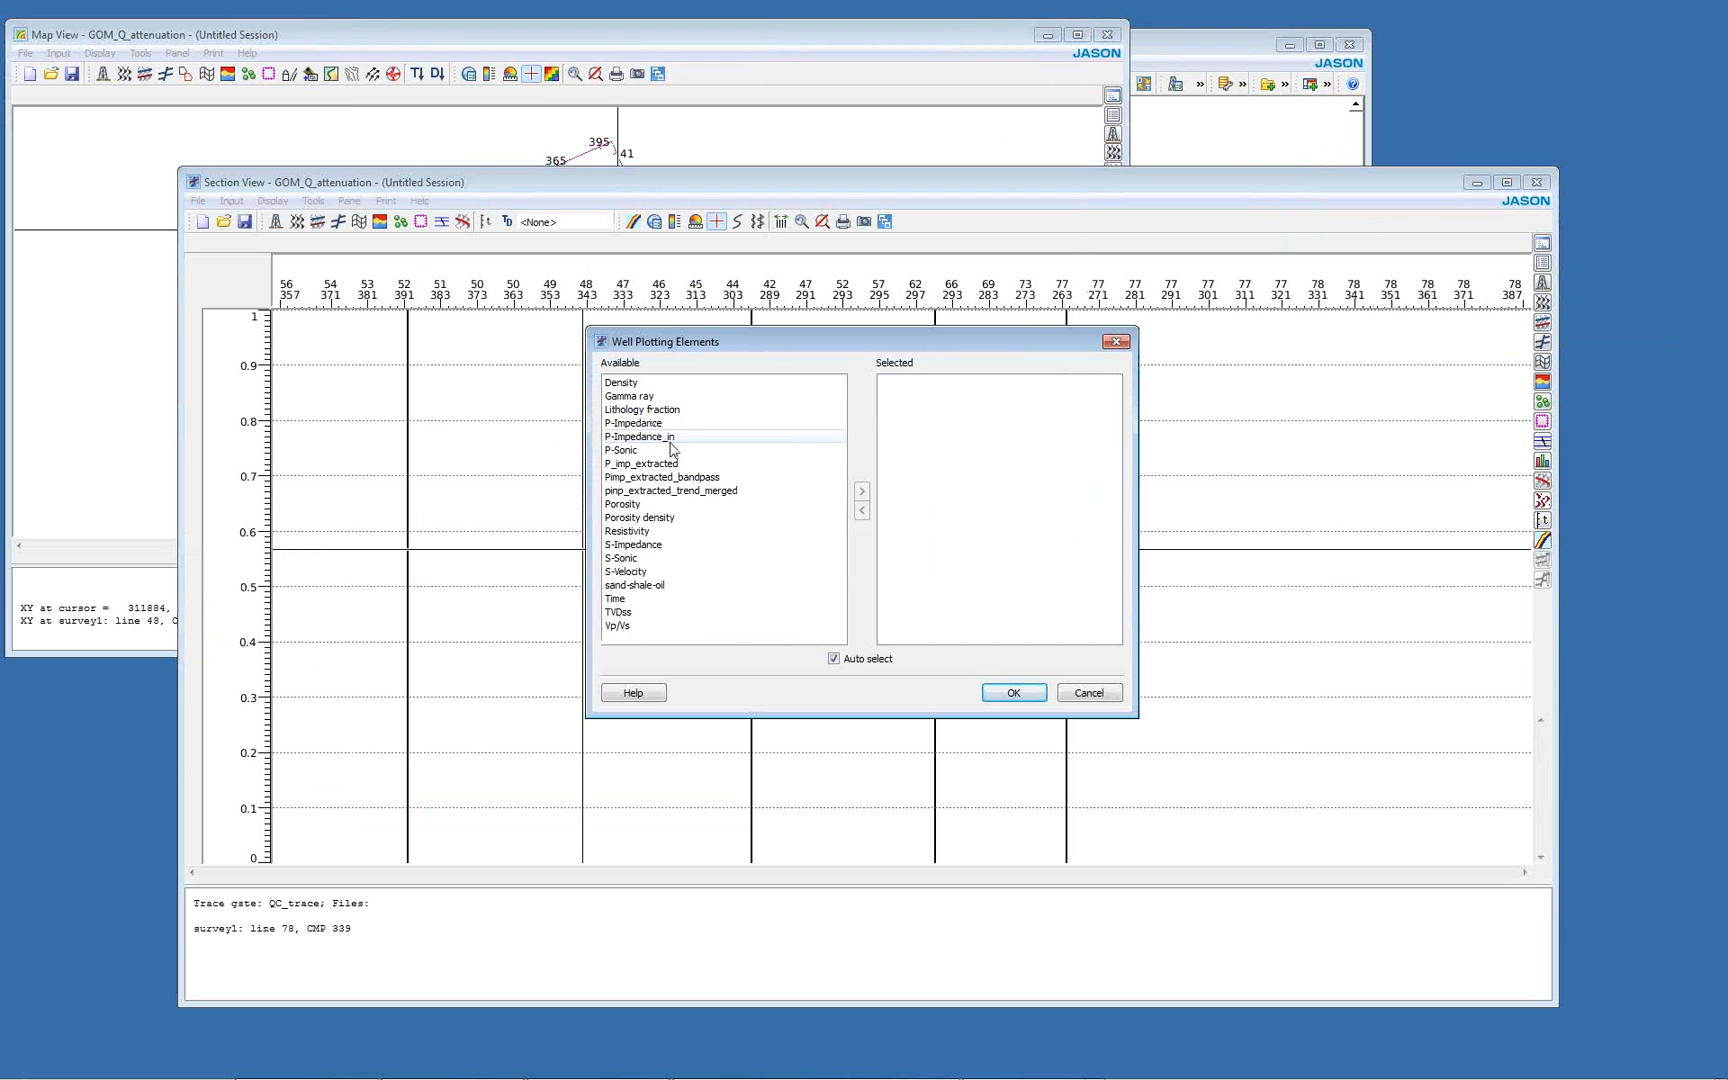 Map View - GOM_Q_attenuation - (Untitled Session)
File Input Display Tools Panel Print Help
JASON
JASON
395
365
41
Section View - GOM_Q_attenuation - (Untitled Session)
File Input Display Tools Pane Print Help
JASON
<None>
56 54 53 52 51 50 50 49 48 47 46 45 44 42 47 52 57 62 69 69 73 77 77 77 77 77 78 78 78 78 78
357 371 381 391 383 373 363 353 343 333 323 313 303 289 291 293 295 297 293 283 273 263 271 281 291 301 311 331 341 351 361 371 387
1
0.9
0.8
0.7
0.6
0.5
0.4
0.3
0.2
0.1
0
Well Plotting Elements
Available
Selected
Density
Gamma ray
Lithology fraction
P-Impedance
P-Impedance_in
P-Sonic
P_imp_extracted
Pimp_extracted_bandpass
pinp_extracted_trend_merged
Porosity
Porosity density
Resistivity
S-Impedance
S-Sonic
S-Velocity
sand-shale-oil
Time
TVDss
Vp/Vs
Auto select
Help
OK
Cancel
XY at cursor = 311884,
XY at survey1: line 48, C
Trace gate: QC_trace; Files:
survey1: line 78, CMP 339